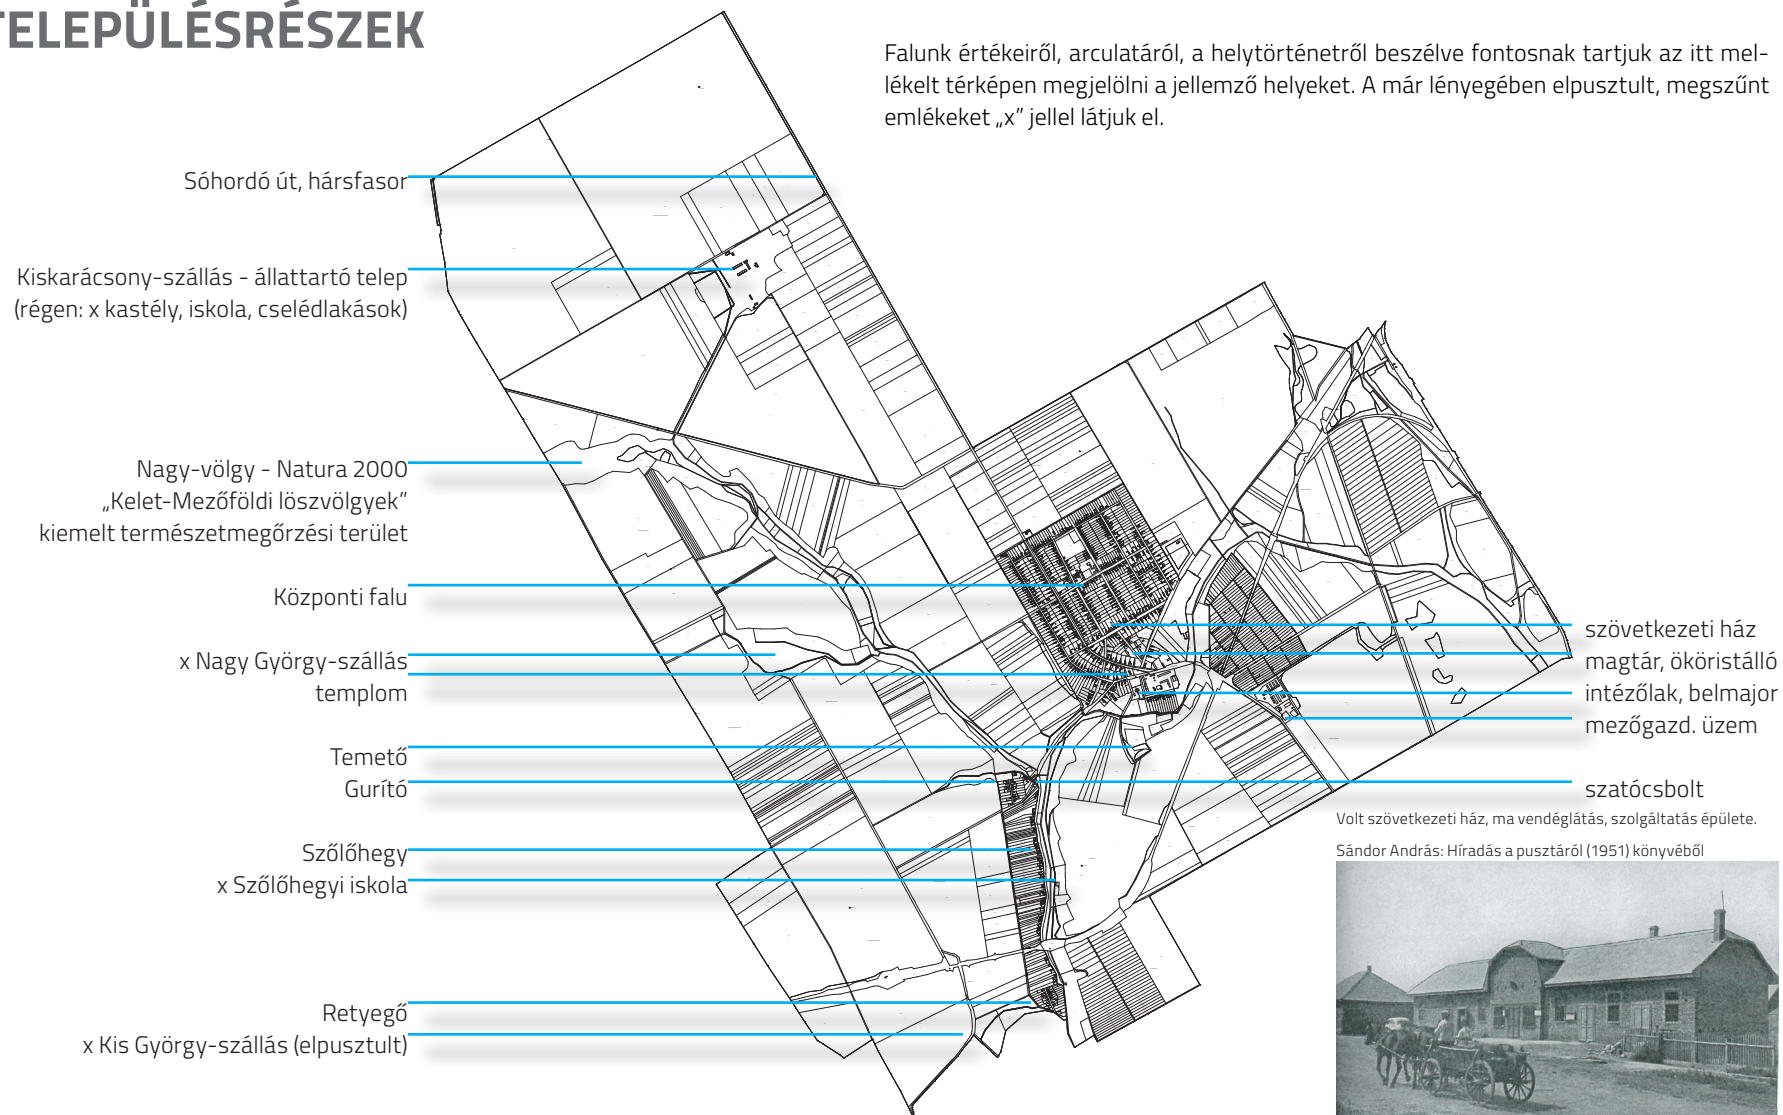 TELEPÜLÉSRÉSZEK
Falunk értékeiről, arculatáról, a helytörténetről beszélve fontosnak tartjuk az itt mel-
lékelt térképen megjelölni a jellemző helyeket. A már lényegében elpusztult, megszűnt
emlékeket „x” jellel látjuk el.
Sóhordó út, hársfasor
Kiskarácsony-szállás - állattartó telep
(régen: x kastély, iskola, cselédlakások)
Nagy-völgy - Natura 2000
„Kelet-Mezőföldi löszvölgyek”
kiemelt természetmegőrzési terület
Központi falu
x Nagy György-szállás
templom
Temető
Gurító
Szőlőhegy
x Szőlőhegyi iskola
Retyegő
x Kis György-szállás (elpusztult)
szövetkezeti ház
magtár, ököristálló
intézőlak, belmajor
mezőgazd. üzem
szatócsbolt
Volt szövetkezeti ház, ma vendéglátás, szolgáltatás épülete.
Sándor András: Híradás a pusztáról (1951) könyvéből